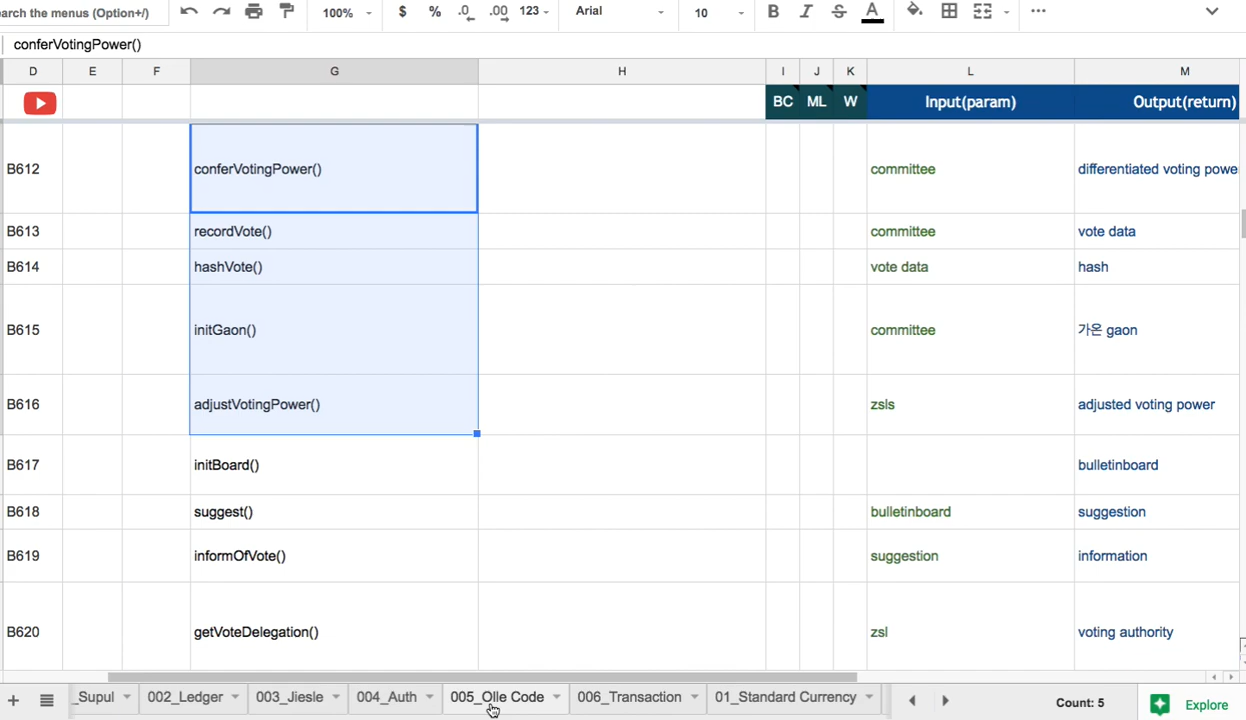 arch the menus (Option+/)
100% $ % .0 .00 123 Arial 10 B I S A
conferVotingPower()
D E F G H I J K L M
BC ML W Input(param) Output(return)
B612 conferVotingPower() committee differentiated voting powe
B613 recordVote() committee vote data
B614 hashVote() vote data hash
B615 initGaon() committee 가온 gaon
B616 adjustVotingPower() zsls adjusted voting power
B617 initBoard() bulletinboard
B618 suggest() bulletinboard suggestion
B619 informOfVote() suggestion information
B620 getVoteDelegation() zsl voting authority
_Supul 002_Ledger 003_Jiesle 004_Auth 005_Olle Code 006_Transaction 01_Standard Currency Count: 5 Explore